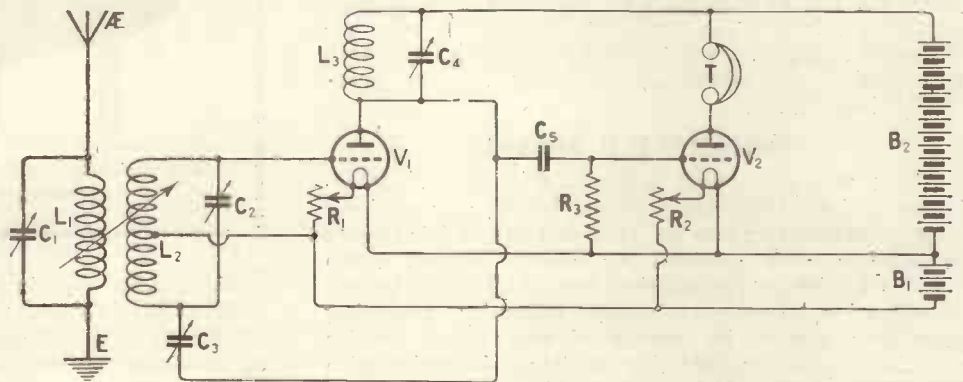 Æ
L₃
C₄
T
C₅
B₂
V₁
V₂
C₂
R₁
R₃
R₂
C₁
L₁
L₂
B₁
E
C₃